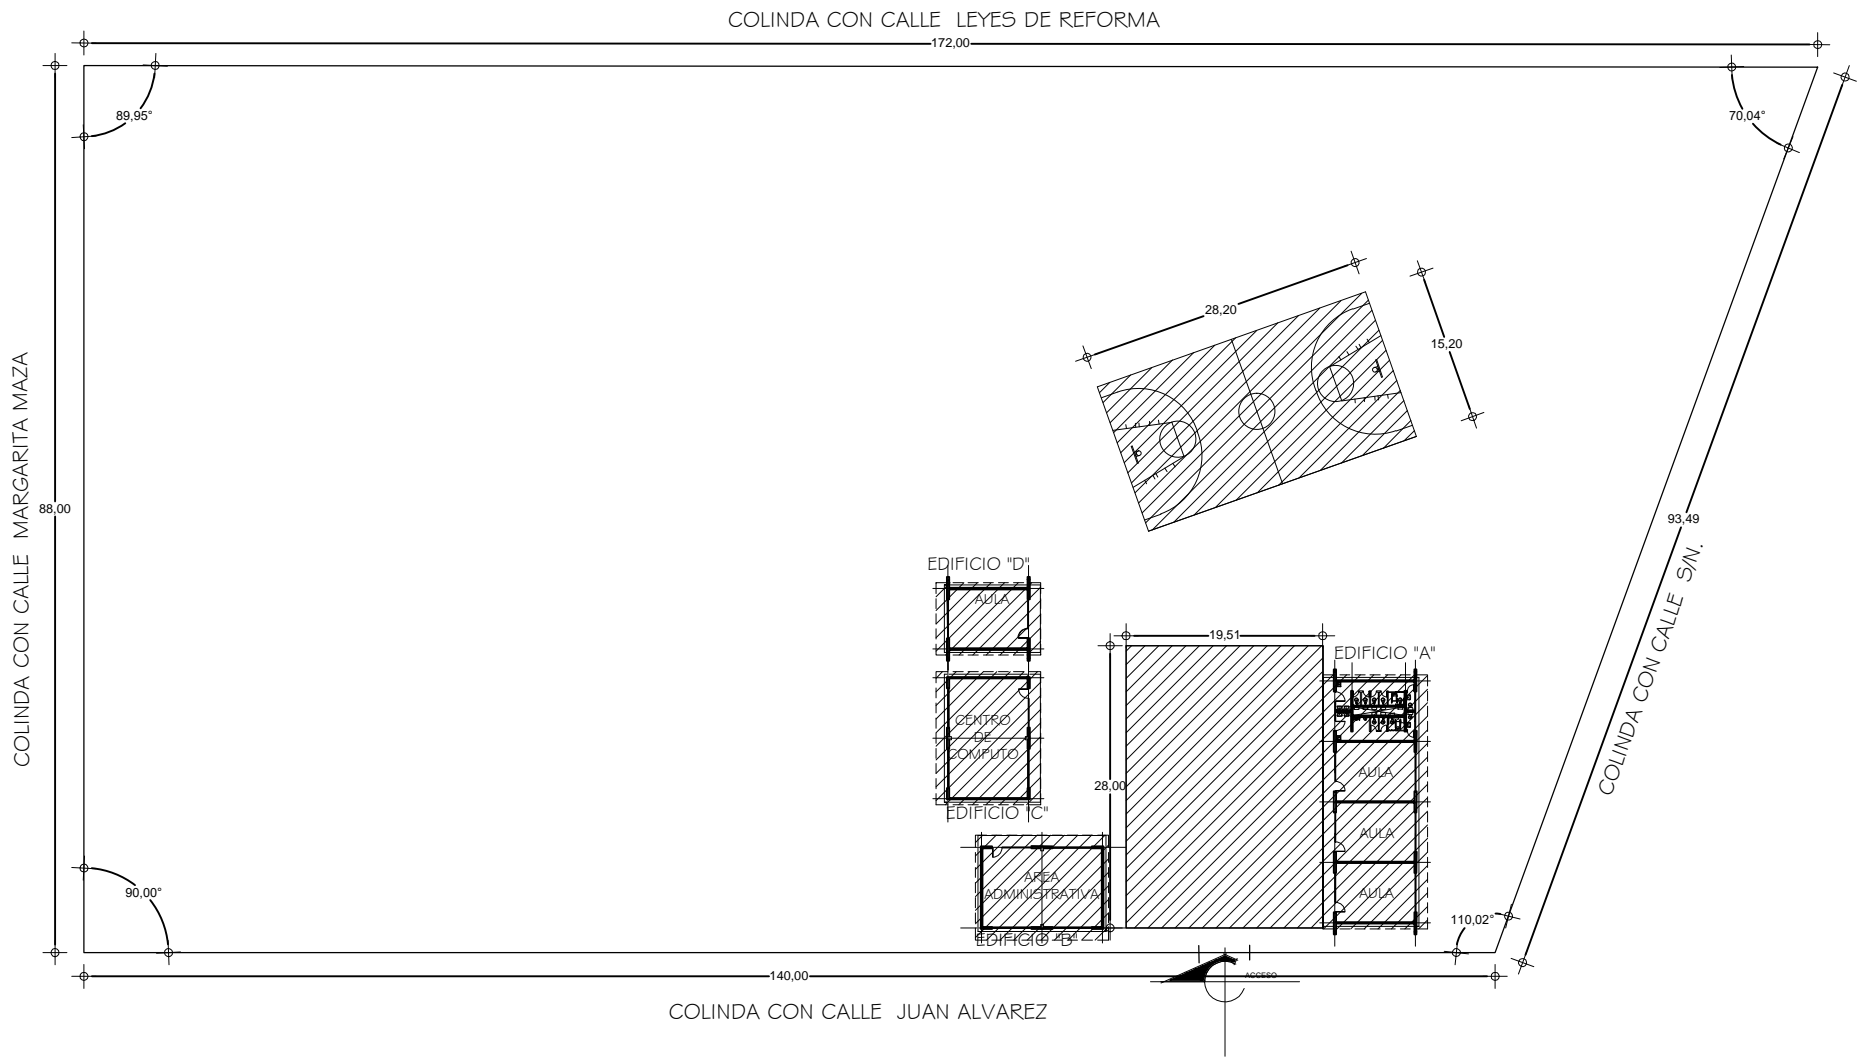 COLINDA CON CALLE LEYES DE REFORMA
172,00
89,95°
70,04°
28,20
15,20
COLINDA CON CALLE MARGARITA MAZA
88,00
93,49
COLINDA CON CALLE S/N.
EDIFICIO "D"
AULA
19,51
EDIFICIO "A"
CENTRO
DE
COMPUTO
28,00
AULA
EDIFICIO "C"
AULA
AREA
ADMINISTRATIVA
AULA
90,00°
110,02°
EDIFICIO "B"
140,00
ACCESO
COLINDA CON CALLE JUAN ALVAREZ